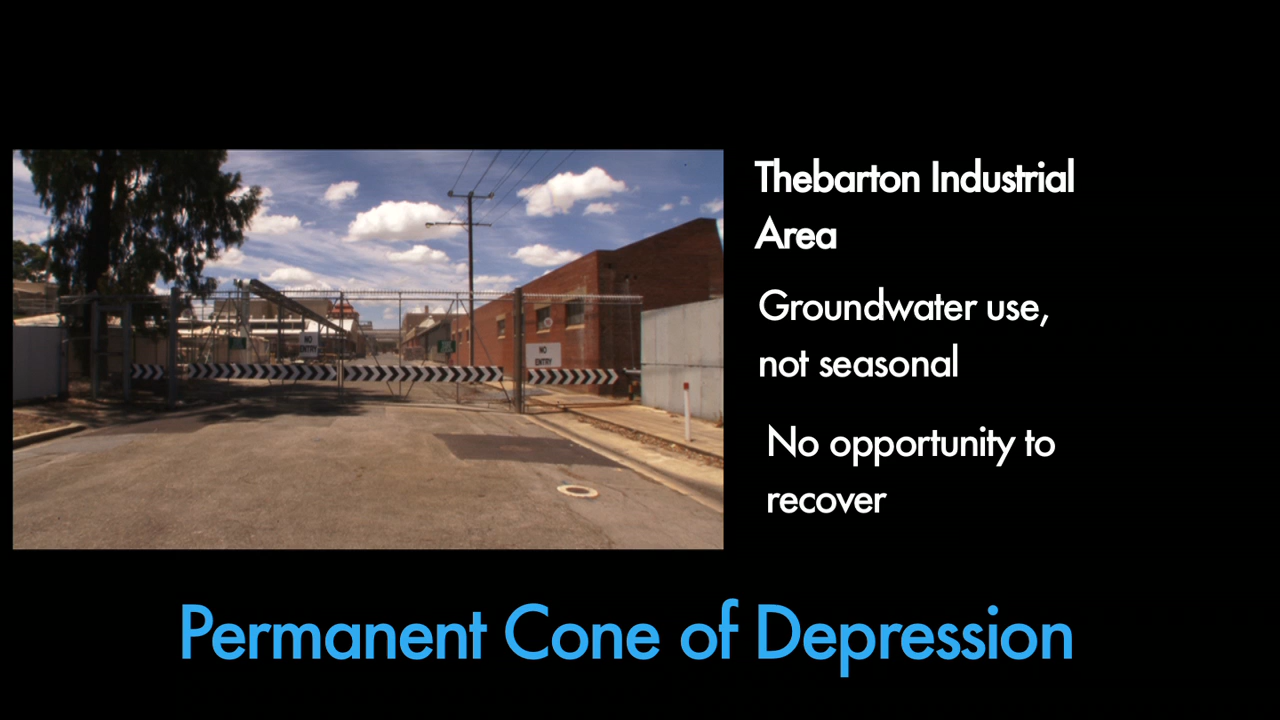 Thebarton Industrial
Area
Groundwater use,
not seasonal
No opportunity to
recover
NO
ENTRY
NO
ENTRY
Permanent Cone of Depression